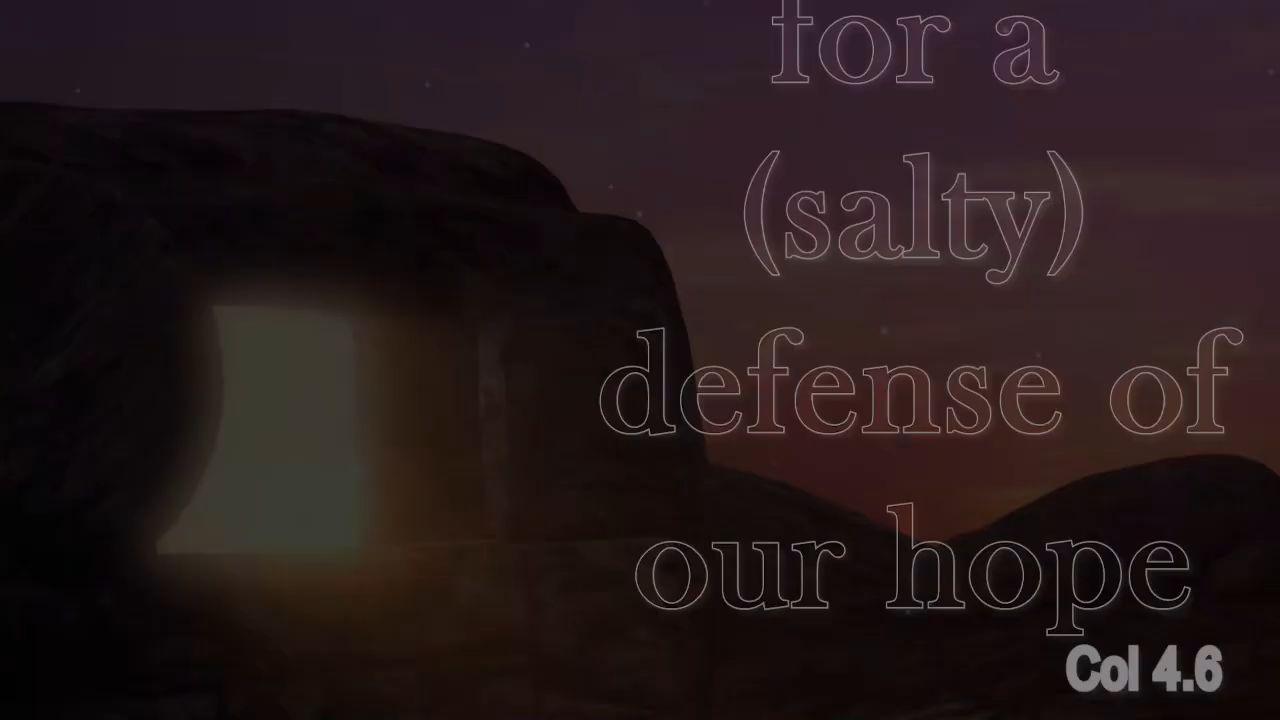 for a
(salty)
defense of
our hope
Col 4.6